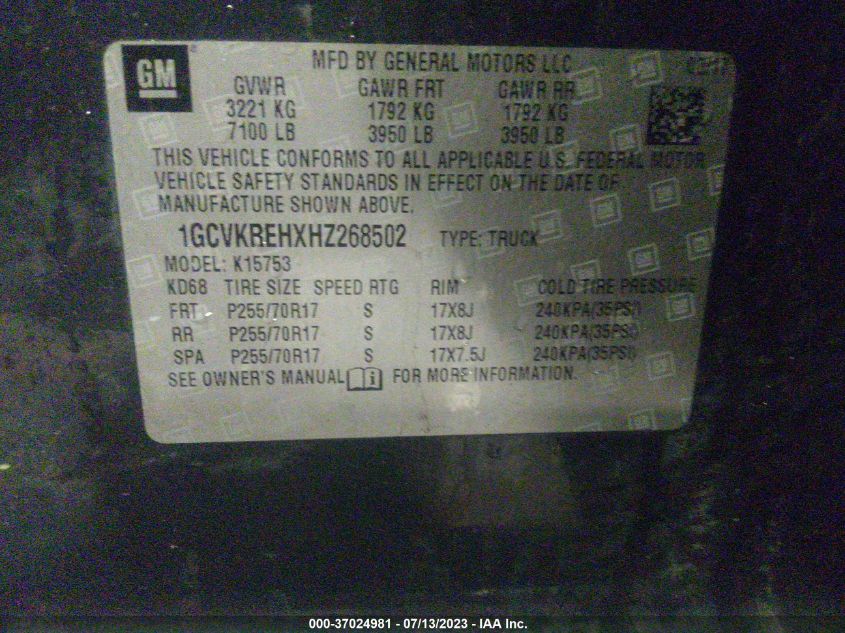 GM
MFD BY GENERAL MOTORS LLC
GVWR GAWR FRT GAWR RR
3221 KG 1792 KG 1792 KG
7100 LB 3950 LB 3950 LB
THIS VEHICLE CONFORMS TO ALL APPLICABLE U.S. FEDERAL MOTOR
VEHICLE SAFETY STANDARDS IN EFFECT ON THE DATE OF
MANUFACTURE SHOWN ABOVE.
1GCVKREHXHZ268502 TYPE: TRUCK
MODEL: K15753
KD68 TIRE SIZE SPEED RTG RIM COLD TIRE PRESSURE
FRT P255/70R17 S 17X8J 240KPA(35PSI)
RR P255/70R17 S 17X8J 240KPA(35PSI)
SPA P255/70R17 S 17X7.5J 240KPA(35PSI)
SEE OWNER'S MANUAL i FOR MORE INFORMATION.
000-37024981 - 07/13/2023 - IAA Inc.